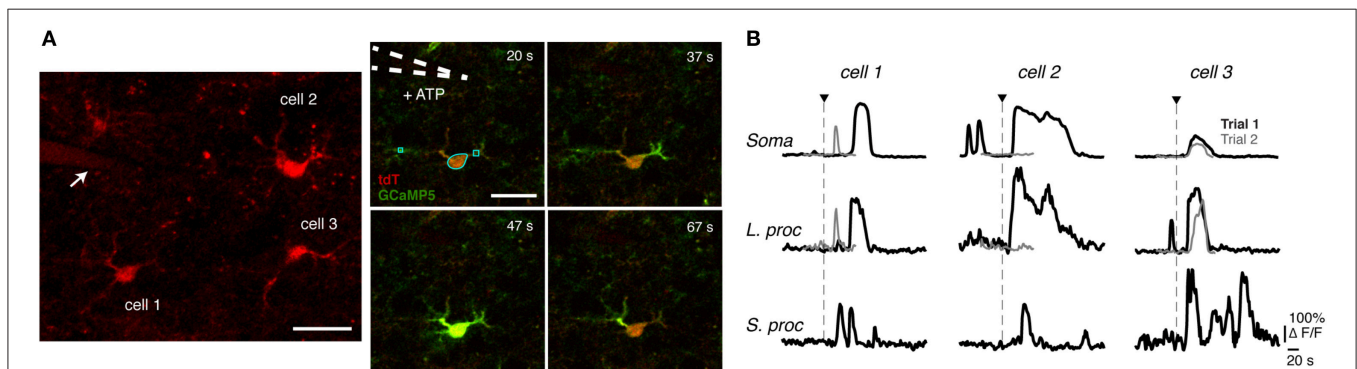 A
cell 2
cell 3
cell 1
20 s
+ ATP
tdT
GCaMP5
37 s
47 s
67 s
B
cell 1
cell 2
cell 3
Soma
Trial 1
Trial 2
L. proc
S. proc
100%
Δ F/F
20 s